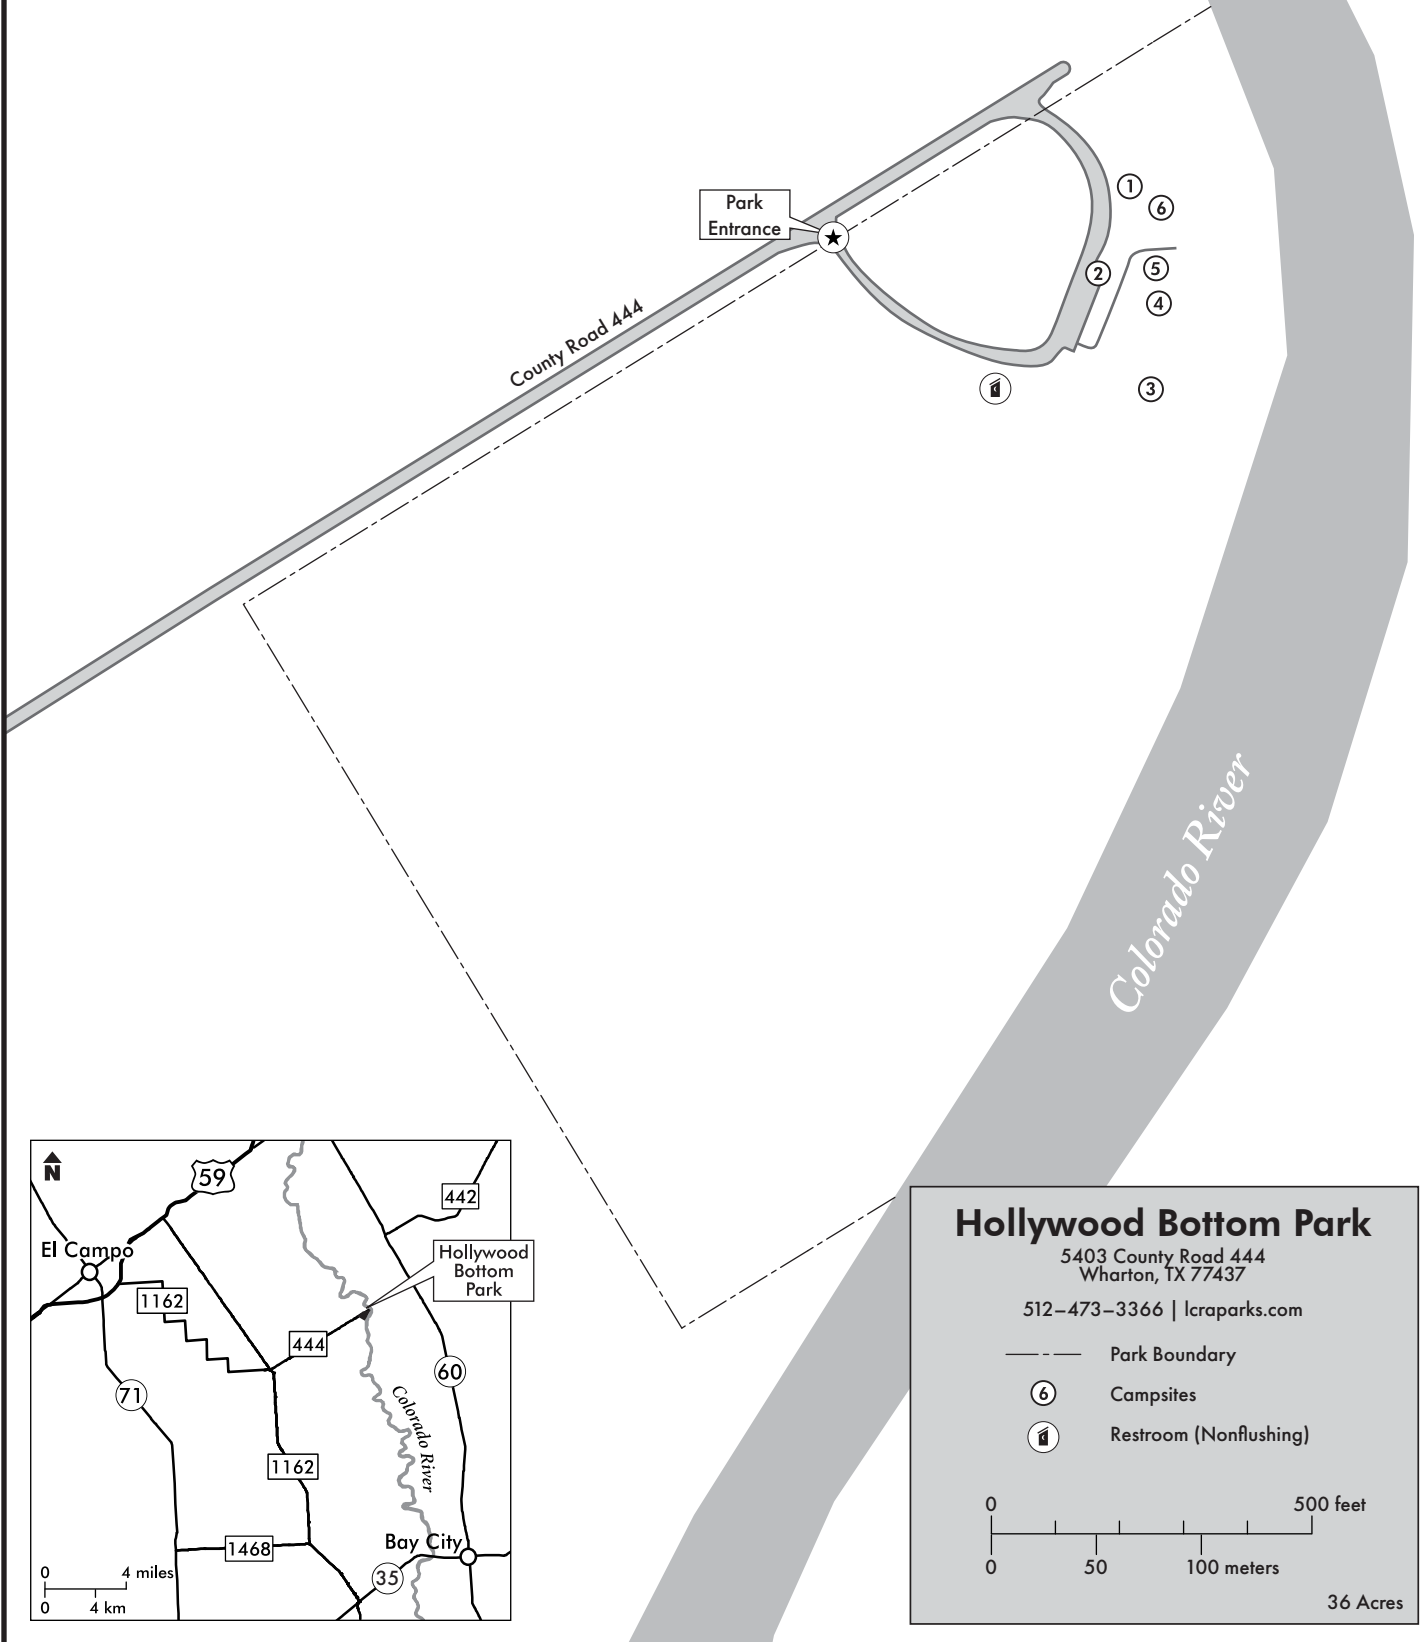 Park
Entrance
1
6
2
5
4
3
County Road 444
Colorado River
N
59
442
El Campo
Hollywood
Bottom
Park
1162
444
60
71
Colorado River
1162
Bay City
1468
35
0 4 miles
0 4 km
Hollywood Bottom Park
5403 County Road 444
Wharton, TX 77437
512–473–3366 | lcraparks.com
Park Boundary
6 Campsites
Restroom (Nonflushing)
0 500 feet
0 50 100 meters
36 Acres